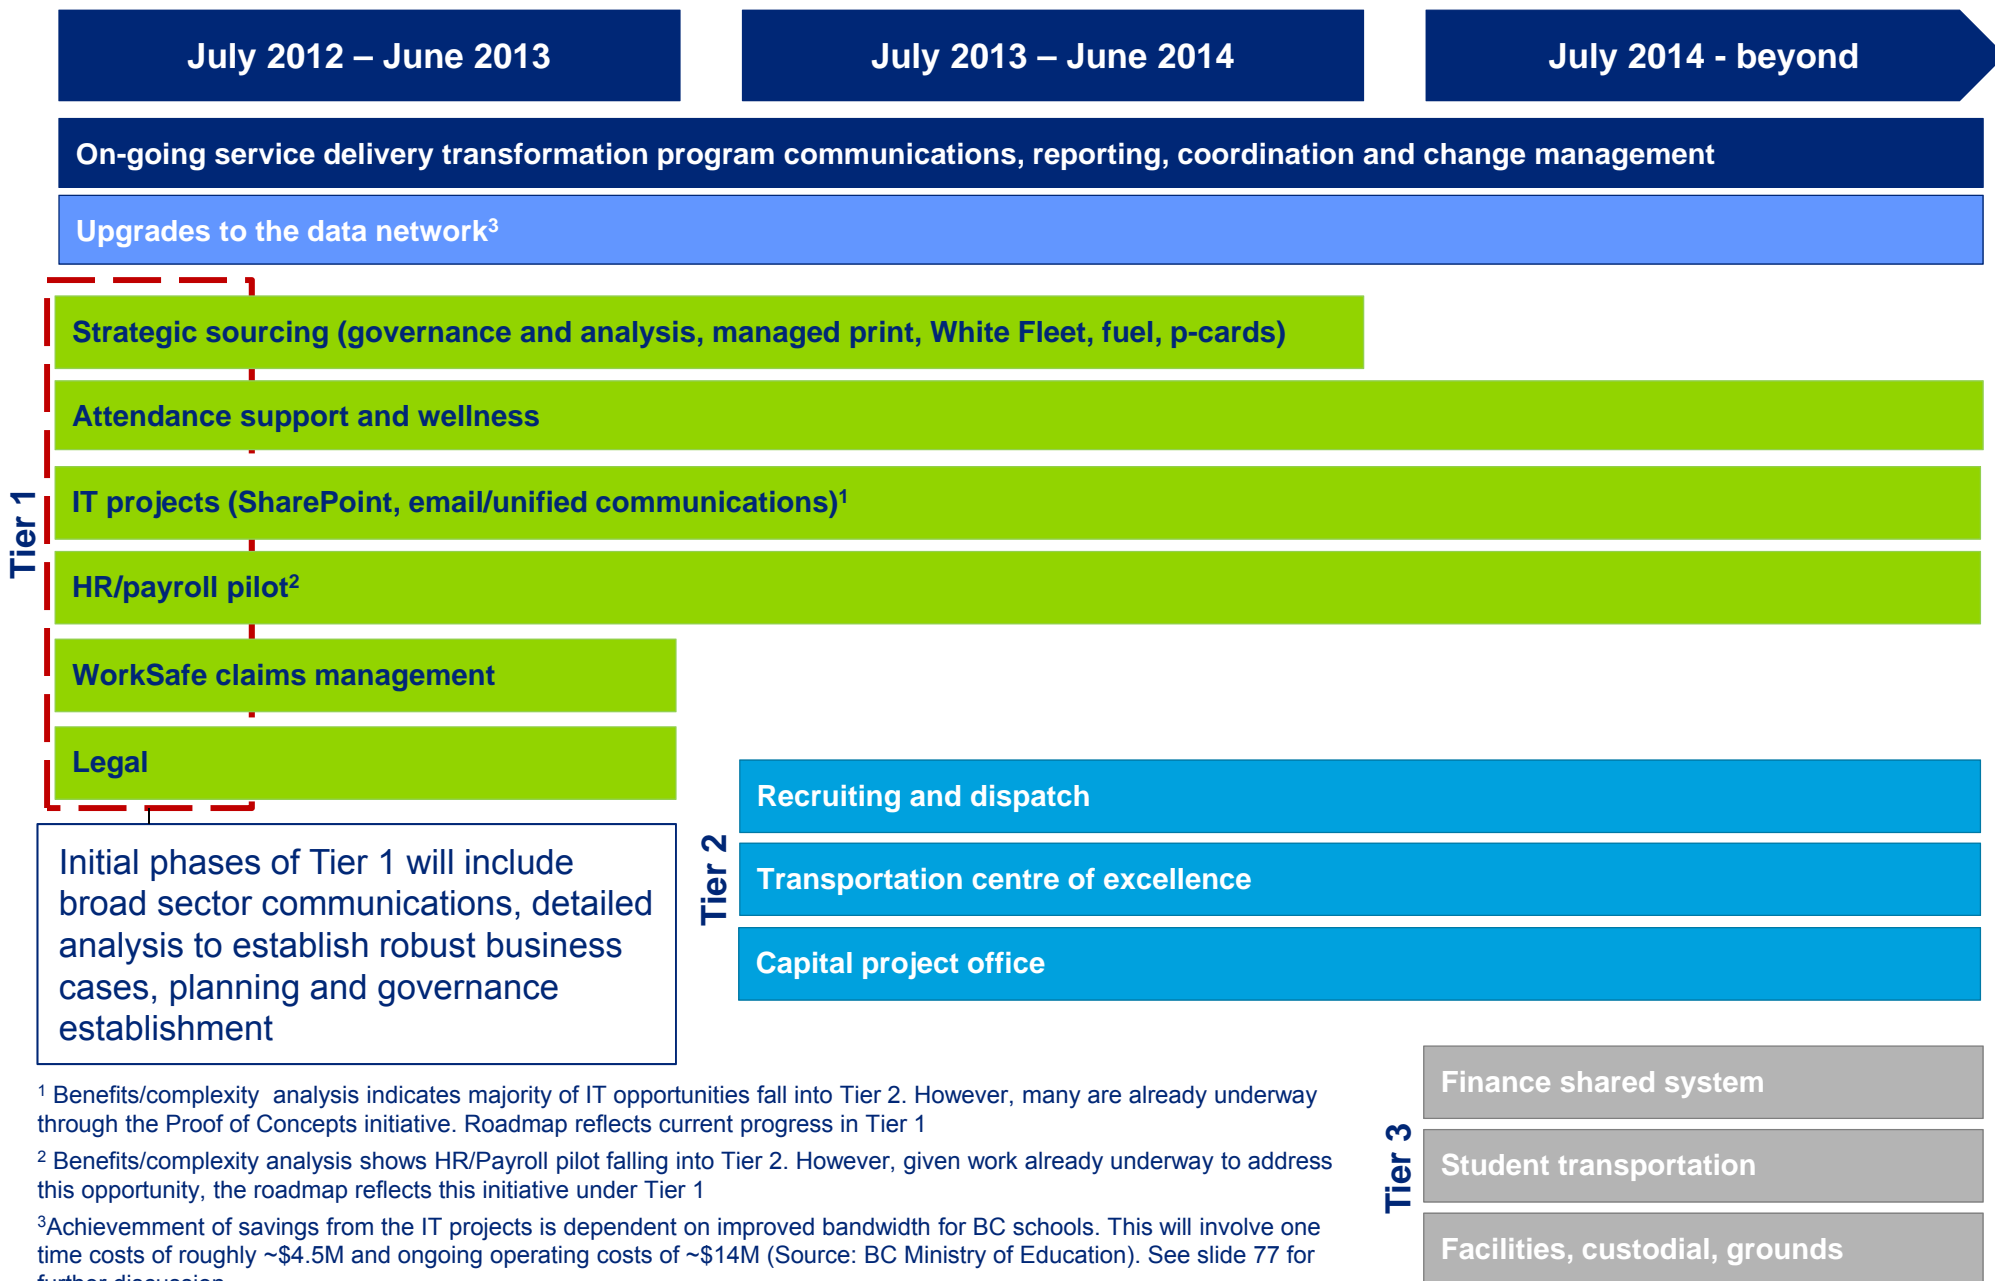 July 2012 – June 2013
July 2013 – June 2014
July 2014 - beyond
On-going service delivery transformation program communications, reporting, coordination and change management
Upgrades to the data network³
Tier 1
Strategic sourcing (governance and analysis, managed print, White Fleet, fuel, p-cards)
Attendance support and wellness
IT projects (SharePoint, email/unified communications)¹
HR/payroll pilot²
WorkSafe claims management
Legal
Initial phases of Tier 1 will include
broad sector communications, detailed
analysis to establish robust business
cases, planning and governance
establishment
Tier 2
Recruiting and dispatch
Transportation centre of excellence
Capital project office
Tier 3
Finance shared system
Student transportation
Facilities, custodial, grounds
¹ Benefits/complexity analysis indicates majority of IT opportunities fall into Tier 2. However, many are already underway
through the Proof of Concepts initiative. Roadmap reflects current progress in Tier 1
² Benefits/complexity analysis shows HR/Payroll pilot falling into Tier 2. However, given work already underway to address
this opportunity, the roadmap reflects this initiative under Tier 1
³Achievemment of savings from the IT projects is dependent on improved bandwidth for BC schools. This will involve one
time costs of roughly ~$4.5M and ongoing operating costs of ~$14M (Source: BC Ministry of Education). See slide 77 for
further discussion